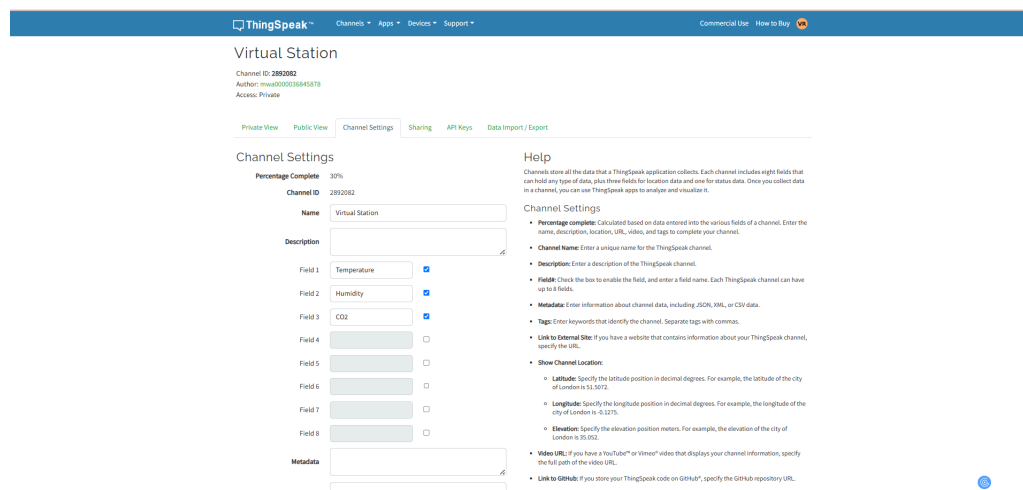 ThingSpeak™ Channels Apps Devices Support Commercial Use How to Buy VR
Virtual Station
Channel ID: 2892082
Author: mwa0000036845878
Access: Private
Private View Public View Channel Settings Sharing API Keys Data Import / Export
Channel Settings
Percentage Complete 30%
Channel ID 2892082
Name Virtual Station
Description
Field 1 Temperature
Field 2 Humidity
Field 3 CO2
Field 4
Field 5
Field 6
Field 7
Field 8
Metadata
Help
Channels store all the data that a ThingSpeak application collects. Each channel includes eight fields that
can hold any type of data, plus three fields for location data and one for status data. Once you collect data
in a channel, you can use ThingSpeak apps to analyze and visualize it.
Channel Settings
• Percentage complete: Calculated based on data entered into the various fields of a channel. Enter the
name, description, location, URL, video, and tags to complete your channel.
• Channel Name: Enter a unique name for the ThingSpeak channel.
• Description: Enter a description of the ThingSpeak channel.
• Field#: Check the box to enable the field, and enter a field name. Each ThingSpeak channel can have
up to 8 fields.
• Metadata: Enter information about channel data, including JSON, XML, or CSV data.
• Tags: Enter keywords that identify the channel. Separate tags with commas.
• Link to External Site: If you have a website that contains information about your ThingSpeak channel,
specify the URL.
• Show Channel Location:
Latitude: Specify the latitude position in decimal degrees. For example, the latitude of the city
of London is 51.5072.
Longitude: Specify the longitude position in decimal degrees. For example, the longitude of the
city of London is -0.1275.
Elevation: Specify the elevation position meters. For example, the elevation of the city of
London is 35.052.
• Video URL: If you have a YouTube™ or Vimeo® video that displays your channel information, specify
the full path of the video URL.
• Link to GitHub: If you store your ThingSpeak code on GitHub®, specify the GitHub repository URL.